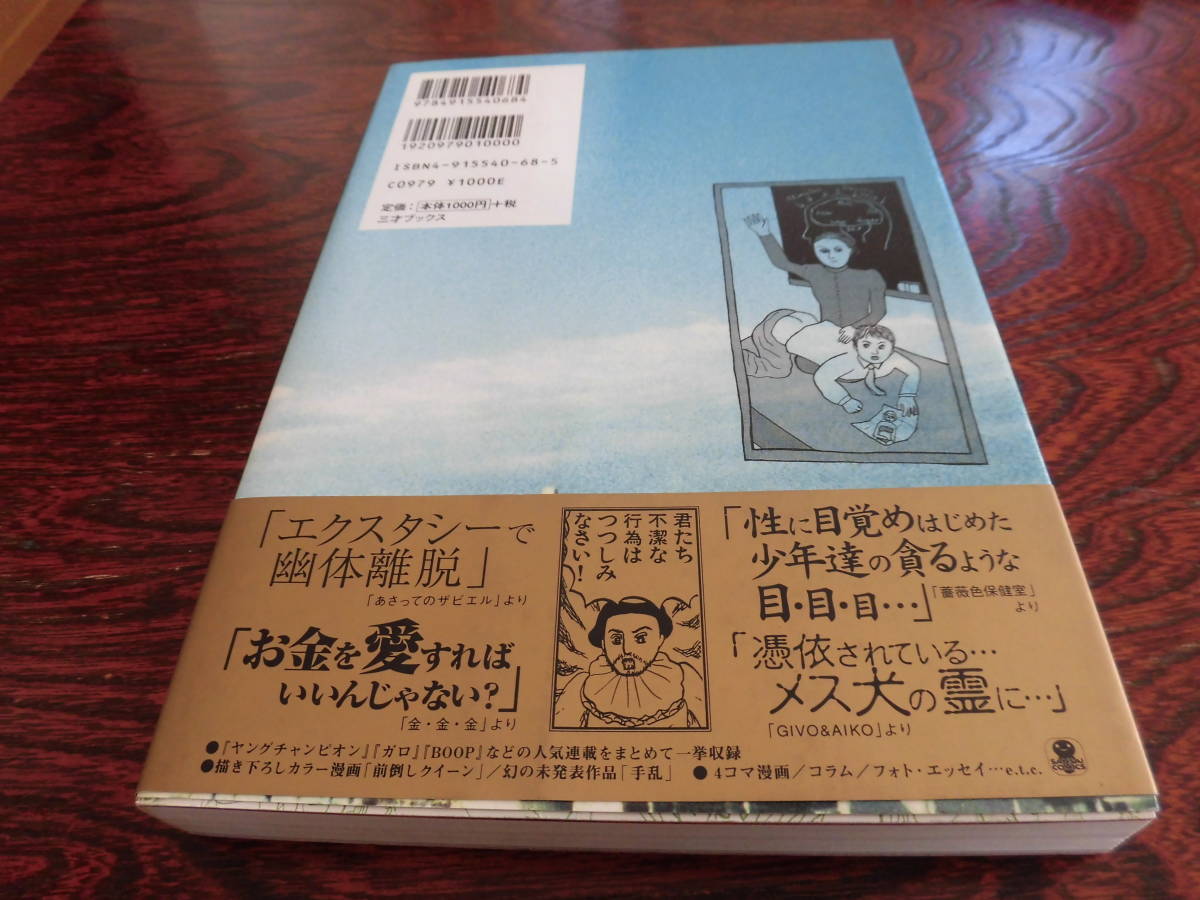 9784915540684
1920979010000
ISBN4-915540-68-5
C0979 ¥1000E
定価：[本体1000円]+税
三才ブックス
「エクスタシーで
幽体離脱」
「あさってのザビエル」より
「お金を愛すれば
いいんじゃない?」
「金・金・金」より
君たち
不潔な
行為は
つつしみ
なさい!
「性に目覚めはじめた
少年達の貪るような
目・目・目…」
「薔薇色保健室」
より
「憑依されている…
メス犬の霊に…」
「GIVO&AIKO」より
●『ヤングチャンピオン』『ガロ』『BOOP』などの人気連載をまとめて一挙収録
●描き下ろしカラー漫画「前倒しクイーン」／幻の未発表作品「手乱」 ●4コマ漫画／コラム／フォト・エッセイ…e.t.c.